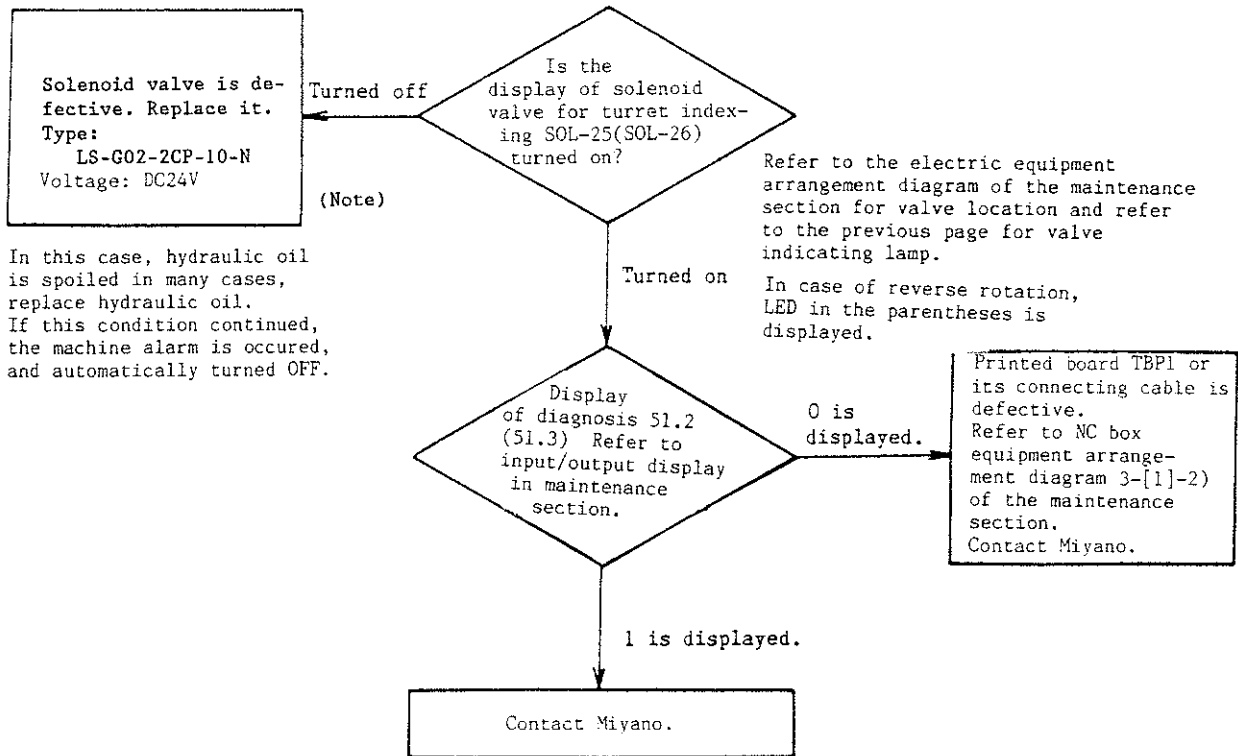 Is the
display of solenoid
valve for turret index-
ing SOL-25(SOL-26)
turned on?
Turned off
Solenoid valve is de-
fective. Replace it.
Type:
LS-G02-2CP-10-N
Voltage: DC24V
(Note)
In this case, hydraulic oil
is spoiled in many cases,
replace hydraulic oil.
If this condition continued,
the machine alarm is occured,
and automatically turned OFF.
Refer to the electric equipment
arrangement diagram of the maintenance
section for valve location and refer
to the previous page for valve
indicating lamp.
In case of reverse rotation,
LED in the parentheses is
displayed.
Turned on
Display
of diagnosis 51.2
(51.3) Refer to
input/output display
in maintenance
section.
0 is
displayed.
Printed board TBP1 or
its connecting cable is
defective.
Refer to NC box
equipment arrange-
ment diagram 3-[1]-2)
of the maintenance
section.
Contact Miyano.
1 is displayed.
Contact Miyano.